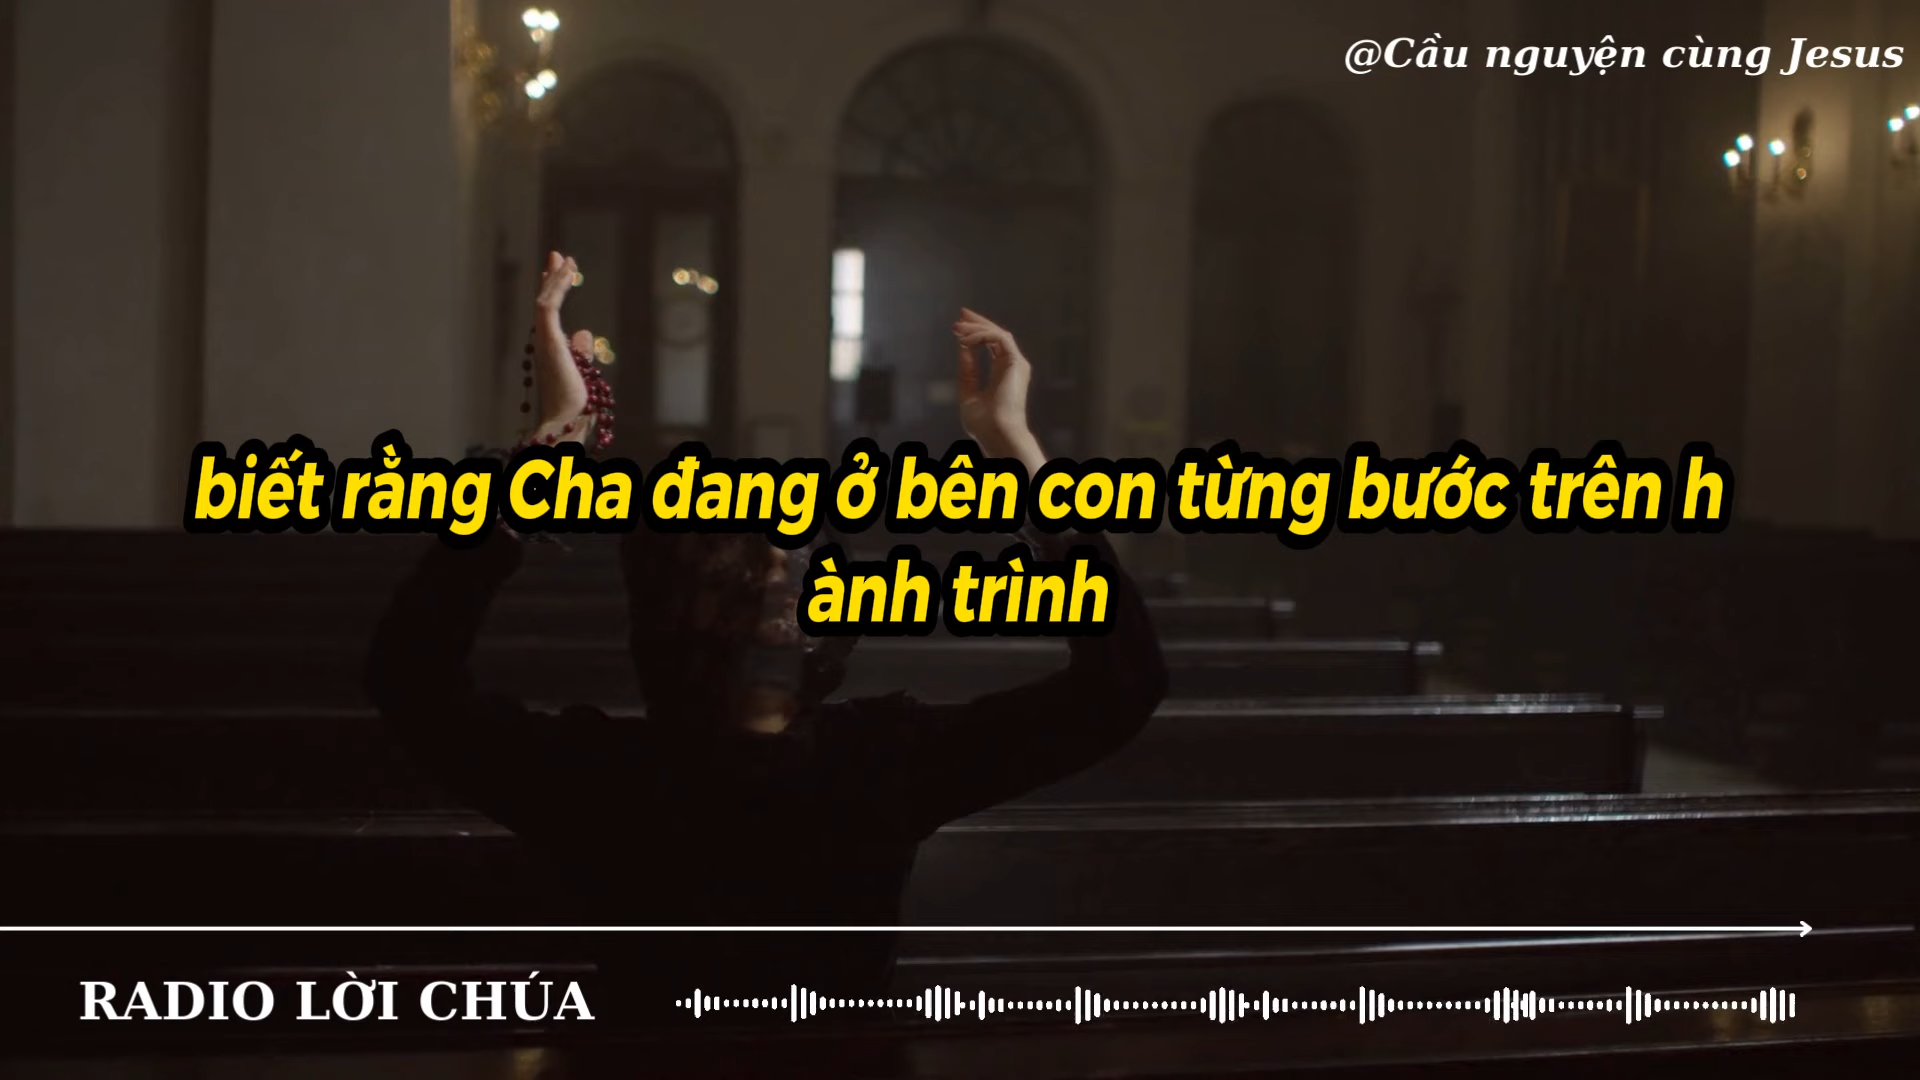 @Cầu nguyện cùng Jesus
biết rằng Cha đang ở bên con từng bước trên h
ành trình
RADIO LỜI CHÚA